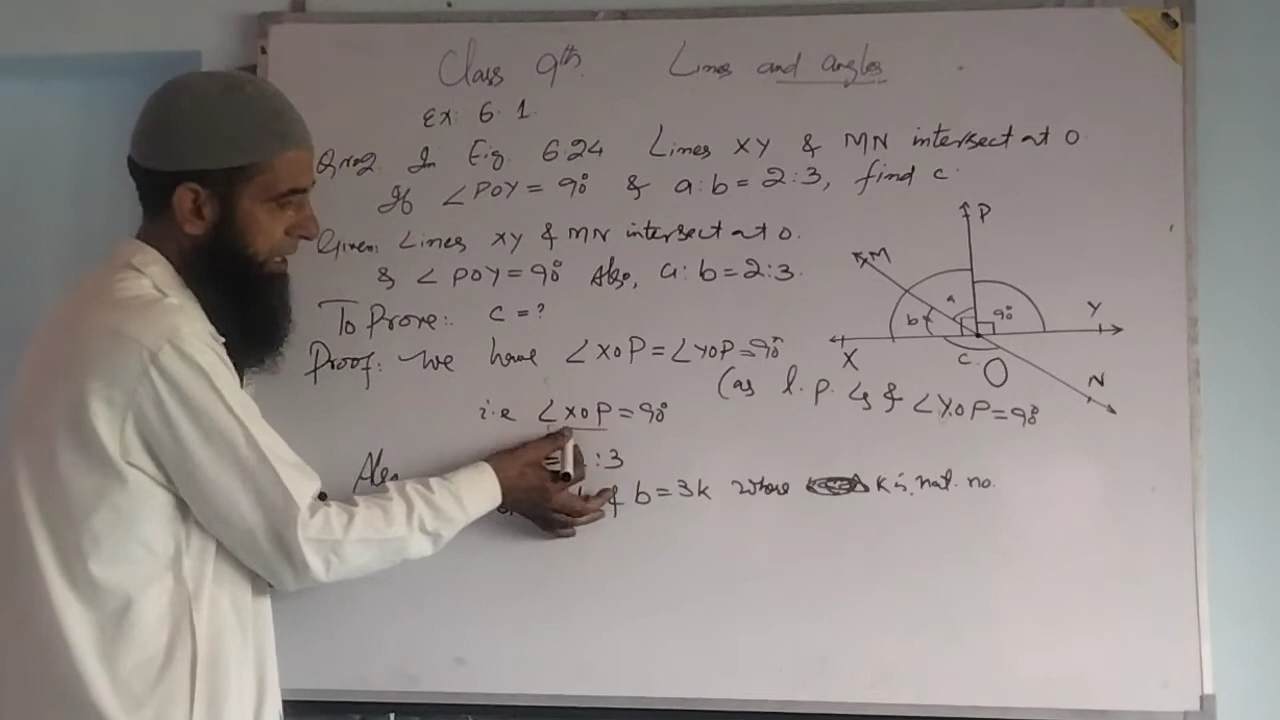 Class 9th. Lines and angles
Ex: 6.1.
Qno2. In Fig. 6.24 Lines XY & MN intersect at O
If ∠POY = 90° & a:b = 2:3, find c.
Given: Lines XY & MN intersect at O.
& ∠POY = 90° Also, a:b = 2:3.
To Prove: c = ?
Proof: We have ∠XOP = ∠YOP = 90°
(as l.p. ∠s & ∠YOP = 90°
i.e ∠XOP = 90°
Also :3
& b = 3k where k is nat. no.
P
M
a
b
90°
Y
X
c
O
N